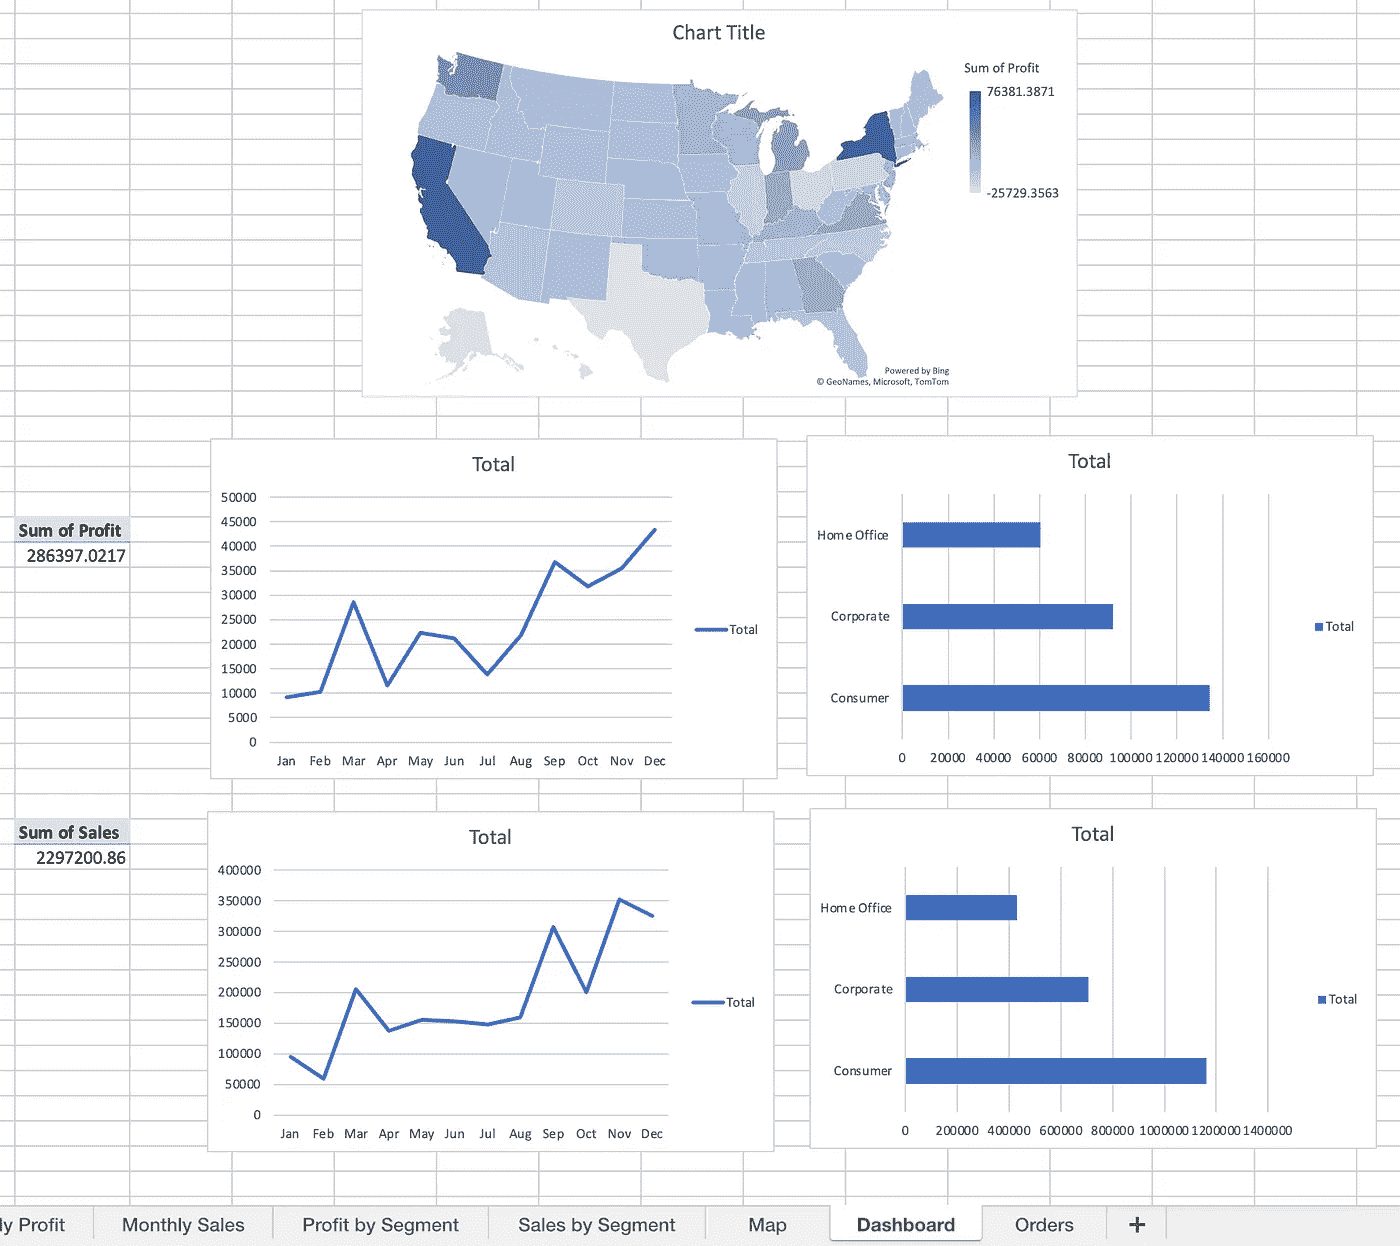 Chart Title
Sum of Profit
76381.3871
-25729.3563
Powered by Bing
© GeoNames, Microsoft, TomTom
Sum of Profit
286397.0217
Total
50000
45000
40000
35000
30000
25000
20000
15000
10000
5000
0
Jan Feb Mar Apr May Jun Jul Aug Sep Oct Nov Dec
Total
Total
Home Office
Corporate
Consumer
0 20000 40000 60000 80000 100000 120000 140000 160000
Total
Sum of Sales
2297200.86
Total
400000
350000
300000
250000
200000
150000
100000
50000
0
Jan Feb Mar Apr May Jun Jul Aug Sep Oct Nov Dec
Total
Total
Home Office
Corporate
Consumer
0 200000 400000 600000 800000 1000000 1200000 1400000
Total
ly Profit Monthly Sales Profit by Segment Sales by Segment Map Dashboard Orders +